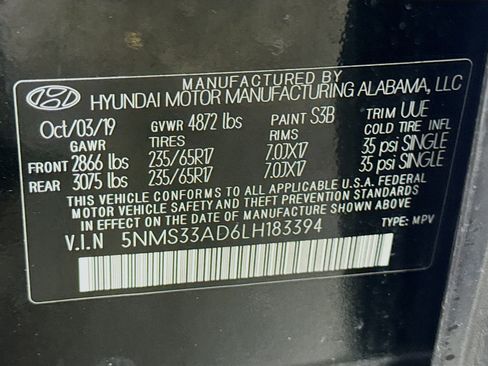 MANUFACTURED BY
HYUNDAI MOTOR MANUFACTURING ALABAMA, LLC
Oct/03/19 GVWR 4872 lbs PAINT S3B TRIM UUE
GAWR TIRES RIMS COLD TIRE INFL
FRONT 2866 lbs 235/65R17 7.0JX17 35 psi SINGLE
REAR 3075 lbs 235/65R17 7.0JX17 35 psi SINGLE
THIS VEHICLE CONFORMS TO ALL APPLICABLE U.S.A. FEDERAL
MOTOR VEHICLE SAFETY AND THEFT PREVENTION STANDARDS
IN EFFECT ON THE DATE OF MANUFACTURE SHOWN ABOVE.
V.I.N 5NMS33AD6LH183394 TYPE: MPV